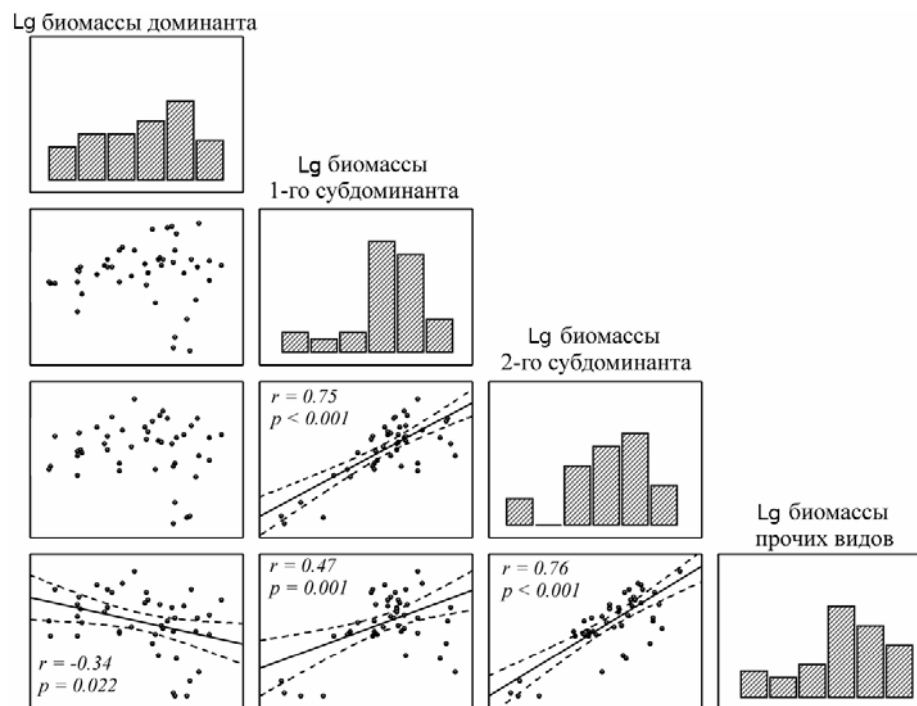 Lg биомассы доминанта
Lg биомассы
1-го субдоминанта
Lg биомассы
2-го субдоминанта
r = 0.75
p < 0.001
Lg биомассы
прочих видов
r = -0.34
p = 0.022
r = 0.47
p = 0.001
r = 0.76
p < 0.001